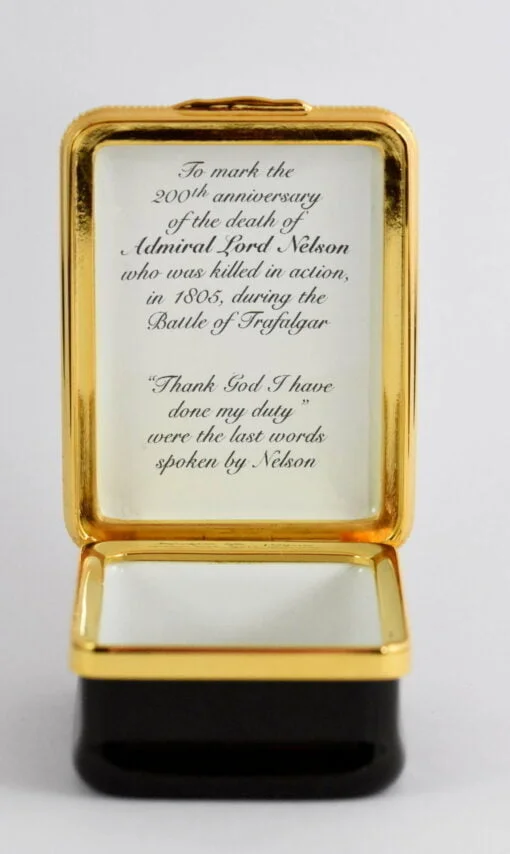 To mark the
200th anniversary
of the death of
Admiral Lord Nelson
who was killed in action,
in 1805, during the
Battle of Trafalgar
“Thank God I have
done my duty”
were the last words
spoken by Nelson